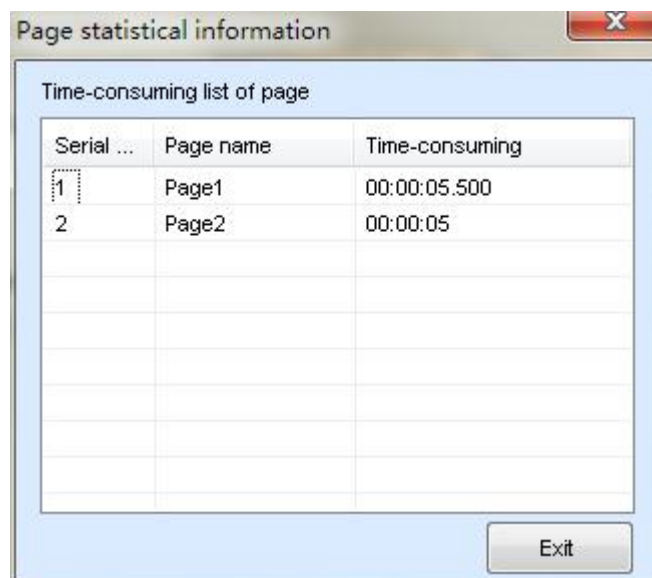 Page statistical information
Time-consuming list of page
Serial ... Page name Time-consuming
1 Page1 00:00:05.500
2 Page2 00:00:05
Exit